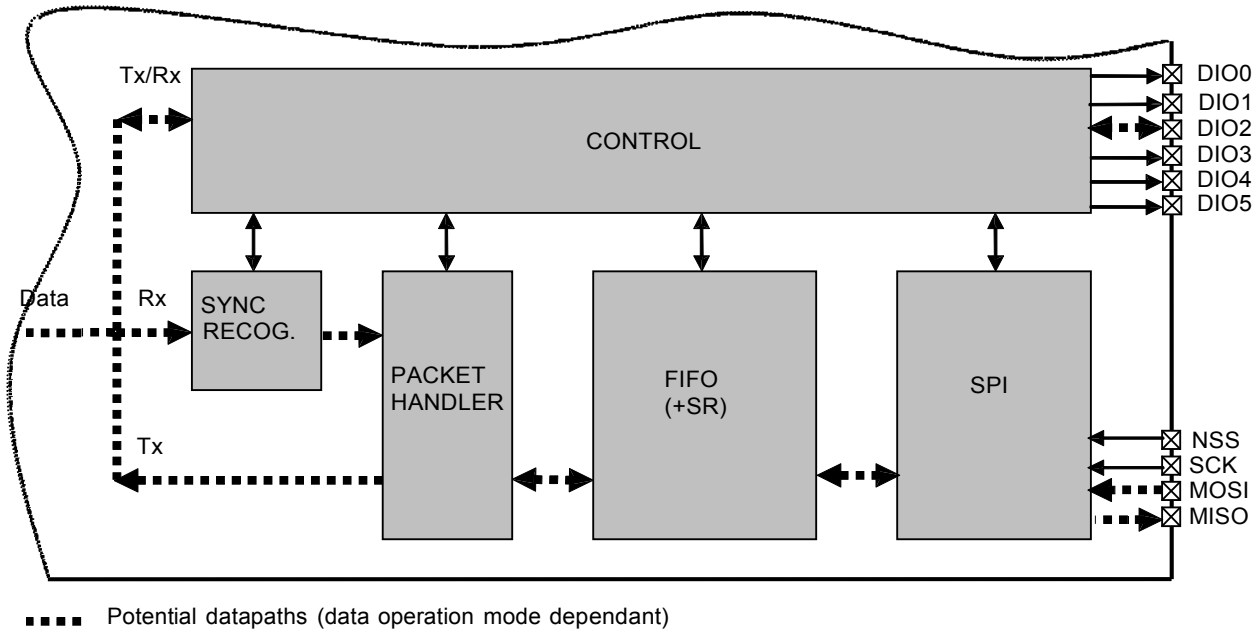 Tx/Rx
CONTROL
DIO0
DIO1
DIO2
DIO3
DIO4
DIO5
Data
Rx
SYNC
RECOG.
PACKET
HANDLER
FIFO
(+SR)
SPI
Tx
NSS
SCK
MOSI
MISO
Potential datapaths (data operation mode dependant)